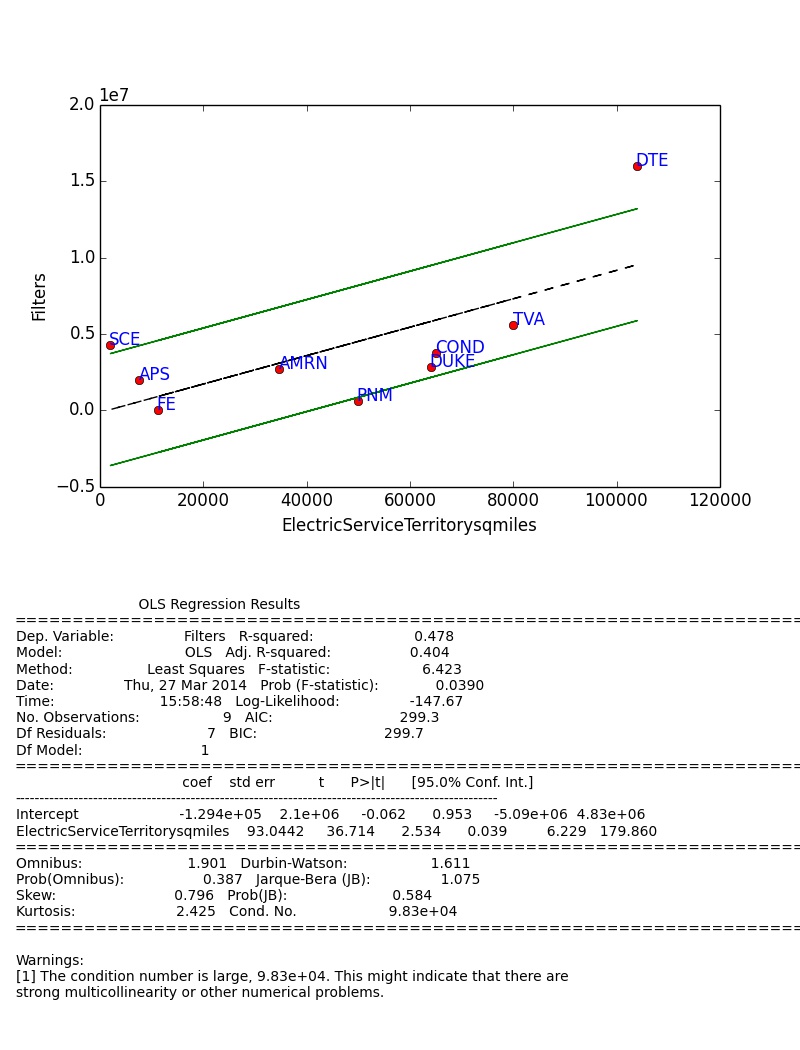 1e7
2.0
1.5
1.0
0.5
0.0
−0.5
Filters
DTE
TVA
SCE
COND
DUKE
AMRN
APS
PNM
FE
0 20000 40000 60000 80000 100000 120000
ElectricServiceTerritorysqmiles
OLS Regression Results
==============================================================================
Dep. Variable: Filters R-squared: 0.478
Model: OLS Adj. R-squared: 0.404
Method: Least Squares F-statistic: 6.423
Date: Thu, 27 Mar 2014 Prob (F-statistic): 0.0390
Time: 15:58:48 Log-Likelihood: -147.67
No. Observations: 9 AIC: 299.3
Df Residuals: 7 BIC: 299.7
Df Model: 1
==============================================================================
coef std err t P>|t| [95.0% Conf. Int.]
------------------------------------------------------------------------------------------------------
Intercept -1.294e+05 2.1e+06 -0.062 0.953 -5.09e+06 4.83e+06
ElectricServiceTerritorysqmiles 93.0442 36.714 2.534 0.039 6.229 179.860
==============================================================================
Omnibus: 1.901 Durbin-Watson: 1.611
Prob(Omnibus): 0.387 Jarque-Bera (JB): 1.075
Skew: 0.796 Prob(JB): 0.584
Kurtosis: 2.425 Cond. No. 9.83e+04
==============================================================================
Warnings:
[1] The condition number is large, 9.83e+04. This might indicate that there are
strong multicollinearity or other numerical problems.